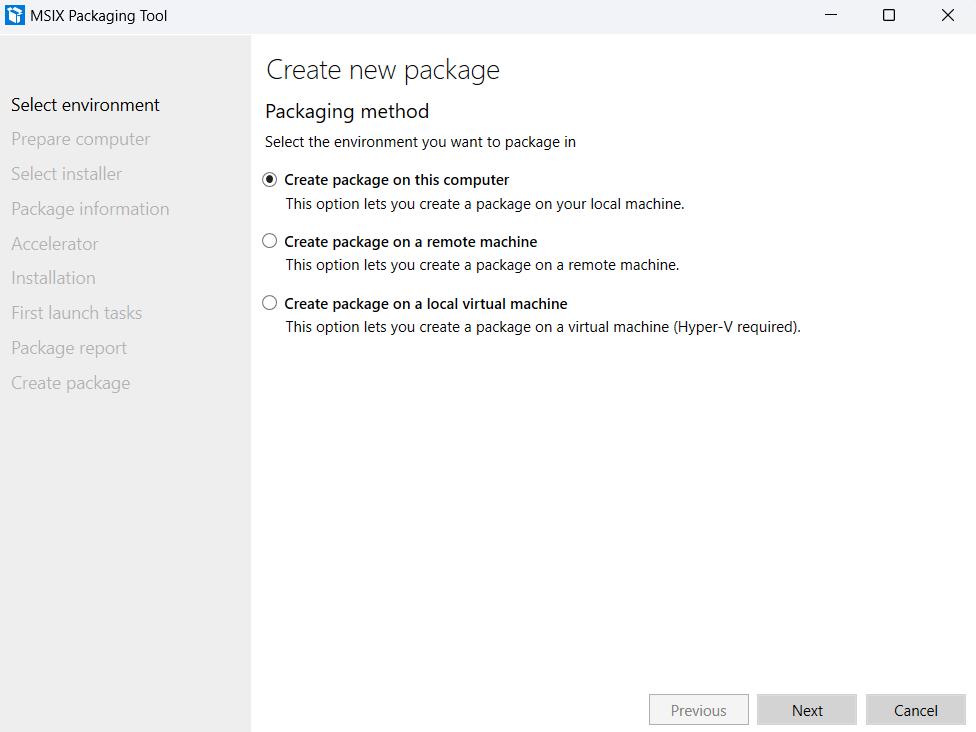 MSIX Packaging Tool
Select environment
Prepare computer
Select installer
Package information
Accelerator
Installation
First launch tasks
Package report
Create package
Create new package
Packaging method
Select the environment you want to package in
Create package on this computer
This option lets you create a package on your local machine.
Create package on a remote machine
This option lets you create a package on a remote machine.
Create package on a local virtual machine
This option lets you create a package on a virtual machine (Hyper-V required).
Previous
Next
Cancel